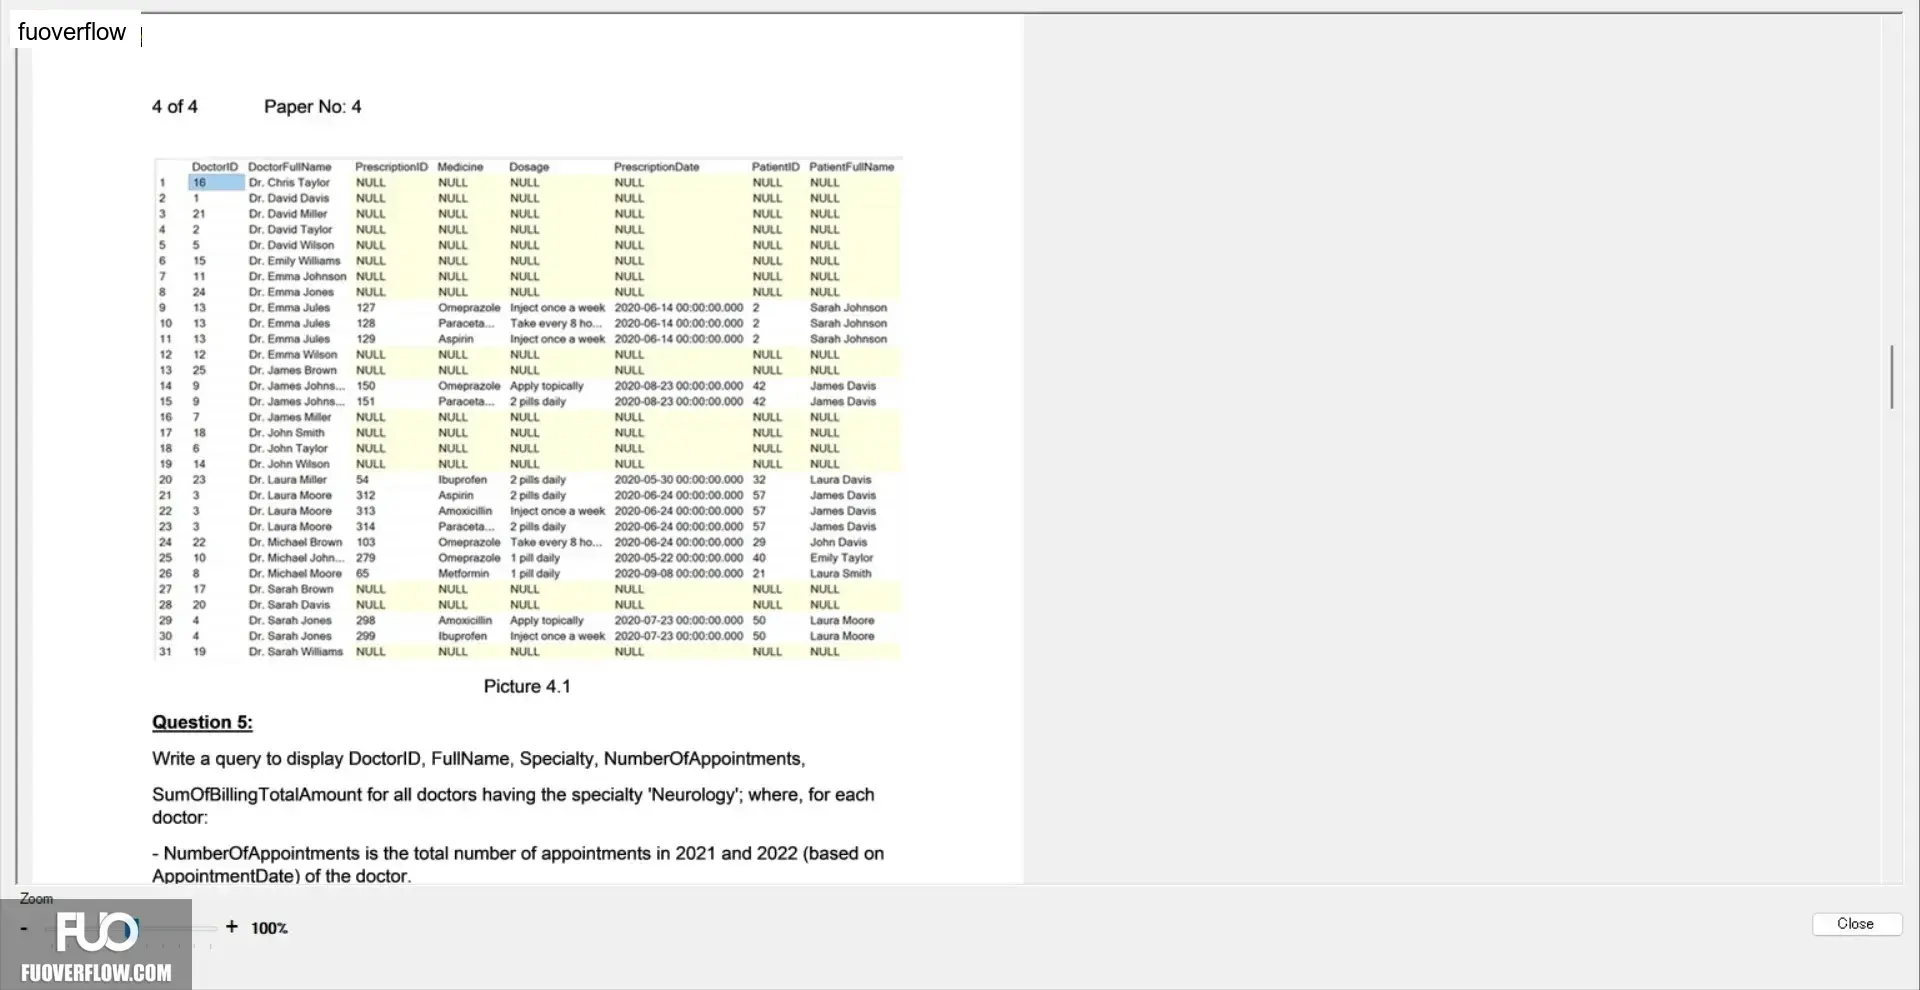 fuoverflow
4 of 4 Paper No: 4
DoctorID DoctorFullName PrescriptionID Medicine Dosage PrescriptionDate PatientID PatientFullName
1 16 Dr. Chris Taylor NULL NULL NULL NULL NULL NULL
2 1 Dr. David Davis NULL NULL NULL NULL NULL NULL
3 21 Dr. David Miller NULL NULL NULL NULL NULL NULL
4 2 Dr. David Taylor NULL NULL NULL NULL NULL NULL
5 5 Dr. David Wilson NULL NULL NULL NULL NULL NULL
6 15 Dr. Emily Williams NULL NULL NULL NULL NULL NULL
7 11 Dr. Emma Johnson NULL NULL NULL NULL NULL NULL
8 24 Dr. Emma Jones NULL NULL NULL NULL NULL NULL
9 13 Dr. Emma Jules 127 Omeprazole Inject once a week 2020-06-14 00:00:00.000 2 Sarah Johnson
10 13 Dr. Emma Jules 128 Paraceta... Take every 8 ho... 2020-06-14 00:00:00.000 2 Sarah Johnson
11 13 Dr. Emma Jules 129 Aspirin Inject once a week 2020-06-14 00:00:00.000 2 Sarah Johnson
12 12 Dr. Emma Wilson NULL NULL NULL NULL NULL NULL
13 25 Dr. James Brown NULL NULL NULL NULL NULL NULL
14 9 Dr. James Johns... 150 Omeprazole Apply topically 2020-08-23 00:00:00.000 42 James Davis
15 9 Dr. James Johns... 151 Paraceta... 2 pills daily 2020-08-23 00:00:00.000 42 James Davis
16 7 Dr. James Miller NULL NULL NULL NULL NULL NULL
17 18 Dr. John Smith NULL NULL NULL NULL NULL NULL
18 6 Dr. John Taylor NULL NULL NULL NULL NULL NULL
19 14 Dr. John Wilson NULL NULL NULL NULL NULL NULL
20 23 Dr. Laura Miller 54 Ibuprofen 2 pills daily 2020-05-30 00:00:00.000 32 Laura Davis
21 3 Dr. Laura Moore 312 Aspirin 2 pills daily 2020-06-24 00:00:00.000 57 James Davis
22 3 Dr. Laura Moore 313 Amoxicillin Inject once a week 2020-06-24 00:00:00.000 57 James Davis
23 3 Dr. Laura Moore 314 Paraceta... 2 pills daily 2020-06-24 00:00:00.000 57 James Davis
24 22 Dr. Michael Brown 103 Omeprazole Take every 8 ho... 2020-06-24 00:00:00.000 29 John Davis
25 10 Dr. Michael John... 279 Omeprazole 1 pill daily 2020-05-22 00:00:00.000 40 Emily Taylor
26 8 Dr. Michael Moore 65 Metformin 1 pill daily 2020-09-08 00:00:00.000 21 Laura Smith
27 17 Dr. Sarah Brown NULL NULL NULL NULL NULL NULL
28 20 Dr. Sarah Davis NULL NULL NULL NULL NULL NULL
29 4 Dr. Sarah Jones 298 Amoxicillin Apply topically 2020-07-23 00:00:00.000 50 Laura Moore
30 4 Dr. Sarah Jones 299 Ibuprofen Inject once a week 2020-07-23 00:00:00.000 50 Laura Moore
31 19 Dr. Sarah Williams NULL NULL NULL NULL NULL NULL
Picture 4.1
Question 5:
Write a query to display DoctorID, FullName, Specialty, NumberOfAppointments,
SumOfBillingTotalAmount for all doctors having the specialty 'Neurology'; where, for each
doctor:
- NumberOfAppointments is the total number of appointments in 2021 and 2022 (based on
AppointmentDate) of the doctor.
Zoom
- + 100%
Close
FUO
FUOVERFLOW.COM